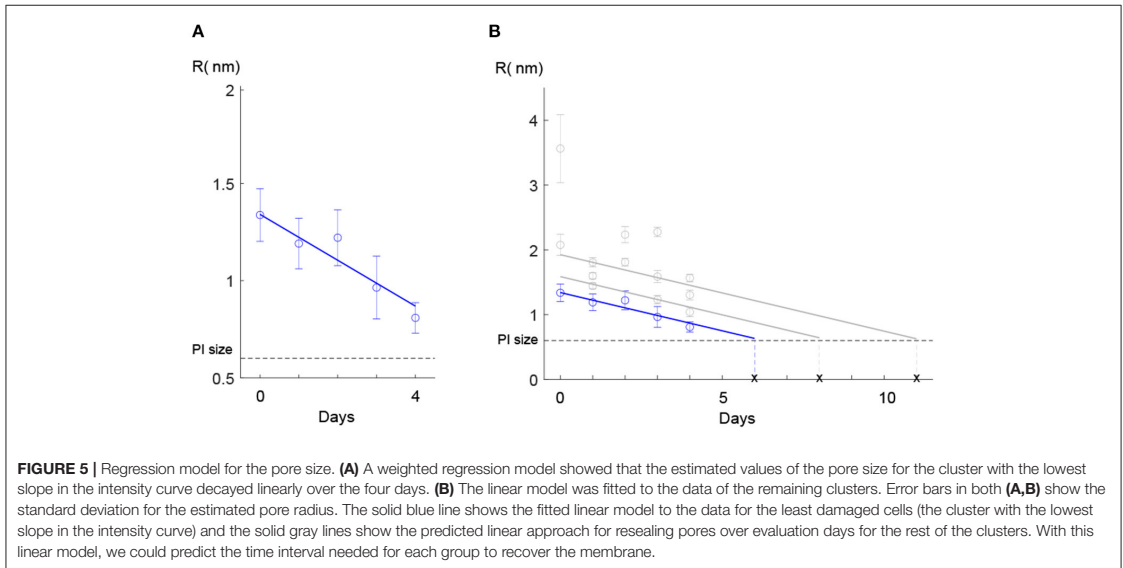 A
R( nm)
2
1.5
1
PI size
0.5
0
4
Days
B
R( nm)
4
3
2
1
PI size
0
x
x
x
0
5
10
Days
FIGURE 5 | Regression model for the pore size. (A) A weighted regression model showed that the estimated values of the pore size for the cluster with the lowest
slope in the intensity curve decayed linearly over the four days. (B) The linear model was fitted to the data of the remaining clusters. Error bars in both (A,B) show the
standard deviation for the estimated pore radius. The solid blue line shows the fitted linear model to the data for the least damaged cells (the cluster with the lowest
slope in the intensity curve) and the solid gray lines show the predicted linear approach for resealing pores over evaluation days for the rest of the clusters. With this
linear model, we could predict the time interval needed for each group to recover the membrane.